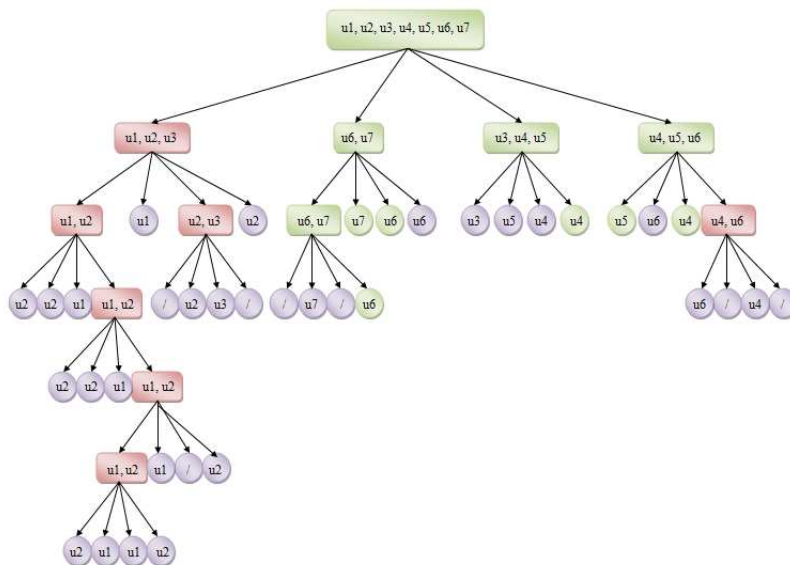 u1, u2, u3, u4, u5, u6, u7
u1, u2, u3 u6, u7 u3, u4, u5 u4, u5, u6
u1, u2 u1 u2, u3 u2 u6, u7 u7 u6 u6 u3 u5 u4 u4 u5 u6 u4 u4, u6
u2 u2 u1 u1, u2 / u2 u3 / / u7 / u6 u6 / u4 /
u2 u2 u1 u1, u2
u1, u2 u1 / u2
u2 u1 u1 u2